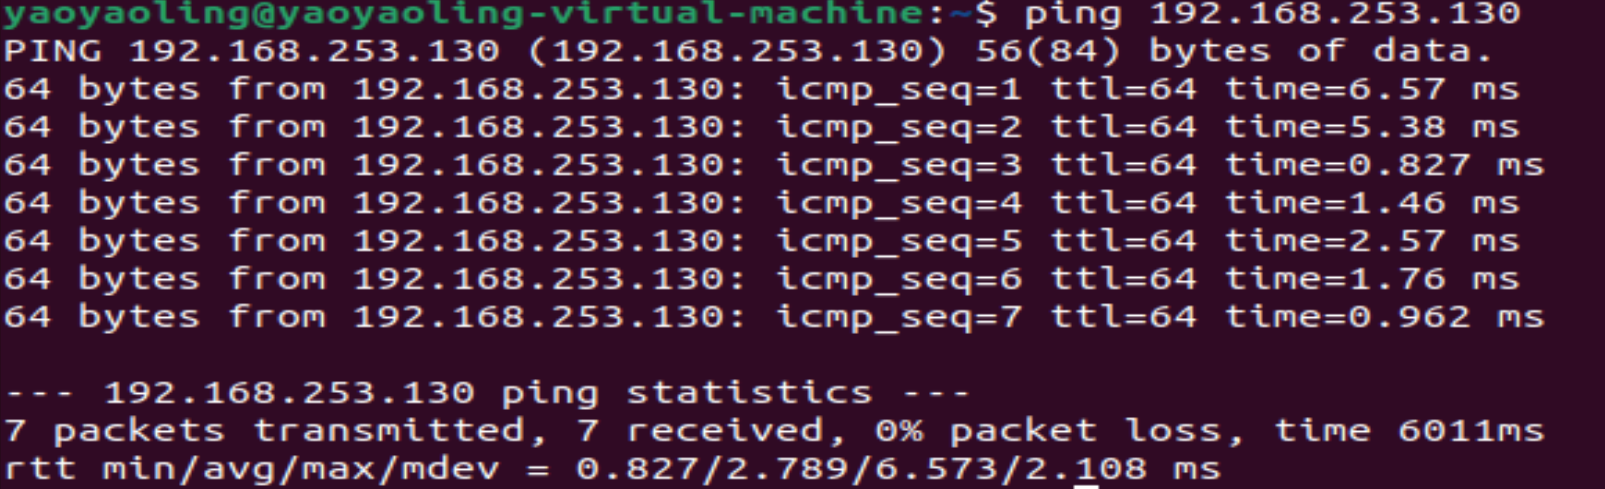 yaoyaoling@yaoyaoling-virtual-machine:~$ ping 192.168.253.130
PING 192.168.253.130 (192.168.253.130) 56(84) bytes of data.
64 bytes from 192.168.253.130: icmp_seq=1 ttl=64 time=6.57 ms
64 bytes from 192.168.253.130: icmp_seq=2 ttl=64 time=5.38 ms
64 bytes from 192.168.253.130: icmp_seq=3 ttl=64 time=0.827 ms
64 bytes from 192.168.253.130: icmp_seq=4 ttl=64 time=1.46 ms
64 bytes from 192.168.253.130: icmp_seq=5 ttl=64 time=2.57 ms
64 bytes from 192.168.253.130: icmp_seq=6 ttl=64 time=1.76 ms
64 bytes from 192.168.253.130: icmp_seq=7 ttl=64 time=0.962 ms
--- 192.168.253.130 ping statistics ---
7 packets transmitted, 7 received, 0% packet loss, time 6011ms
rtt min/avg/max/mdev = 0.827/2.789/6.573/2.108 ms